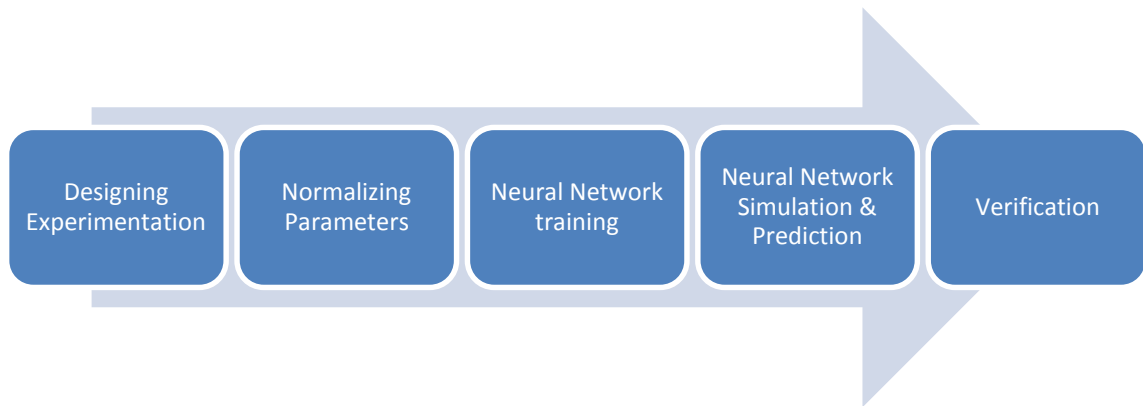 Designing
Experimentation
Normalizing
Parameters
Neural Network
training
Neural Network
Simulation &
Prediction
Verification